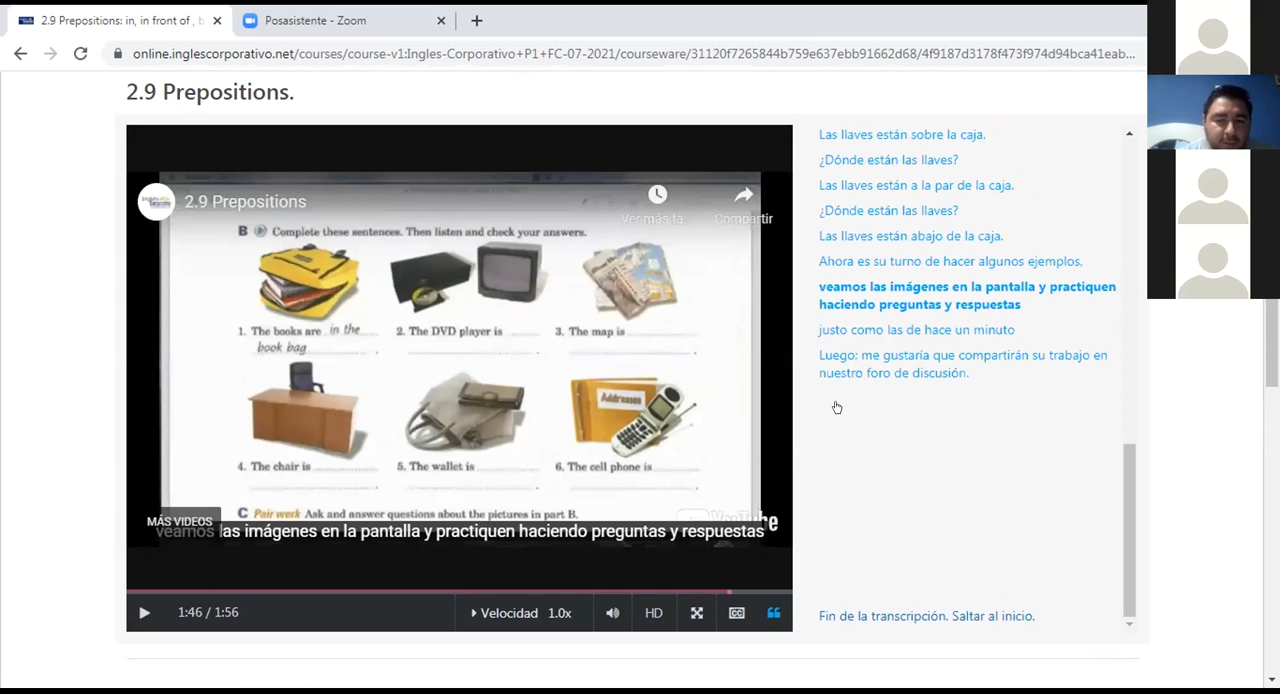 2.9 Prepositions: in, in front of , b
Posasistente - Zoom
online.inglescorporativo.net/courses/course-v1:Ingles-Corporativo+P1+FC-07-2021/courseware/31120f7265844b759e637ebb91662d68/4f9187d3178f473f974d94bca41eab...
2.9 Prepositions.
2.9 Prepositions
Ver más ta
Compartir
B Complete these sentences. Then listen and check your answers.
1. The books are in the
book bag.
2. The DVD player is
3. The map is
4. The chair is
5. The wallet is
Addresses
6. The cell phone is
C Pair work Ask and answer questions about the pictures in part B.
MÁS VIDEOS
YouTube
veamos las imágenes en la pantalla y practiquen haciendo preguntas y respuestas
1:46 / 1:56
Velocidad 1.0x
HD
CC
Las llaves están sobre la caja.
¿Dónde están las llaves?
Las llaves están a la par de la caja.
¿Dónde están las llaves?
Las llaves están abajo de la caja.
Ahora es su turno de hacer algunos ejemplos,
veamos las imágenes en la pantalla y practiquen
haciendo preguntas y respuestas
justo como las de hace un minuto
Luego; me gustaría que compartirán su trabajo en
nuestro foro de discusión.
Fin de la transcripción. Saltar al inicio.